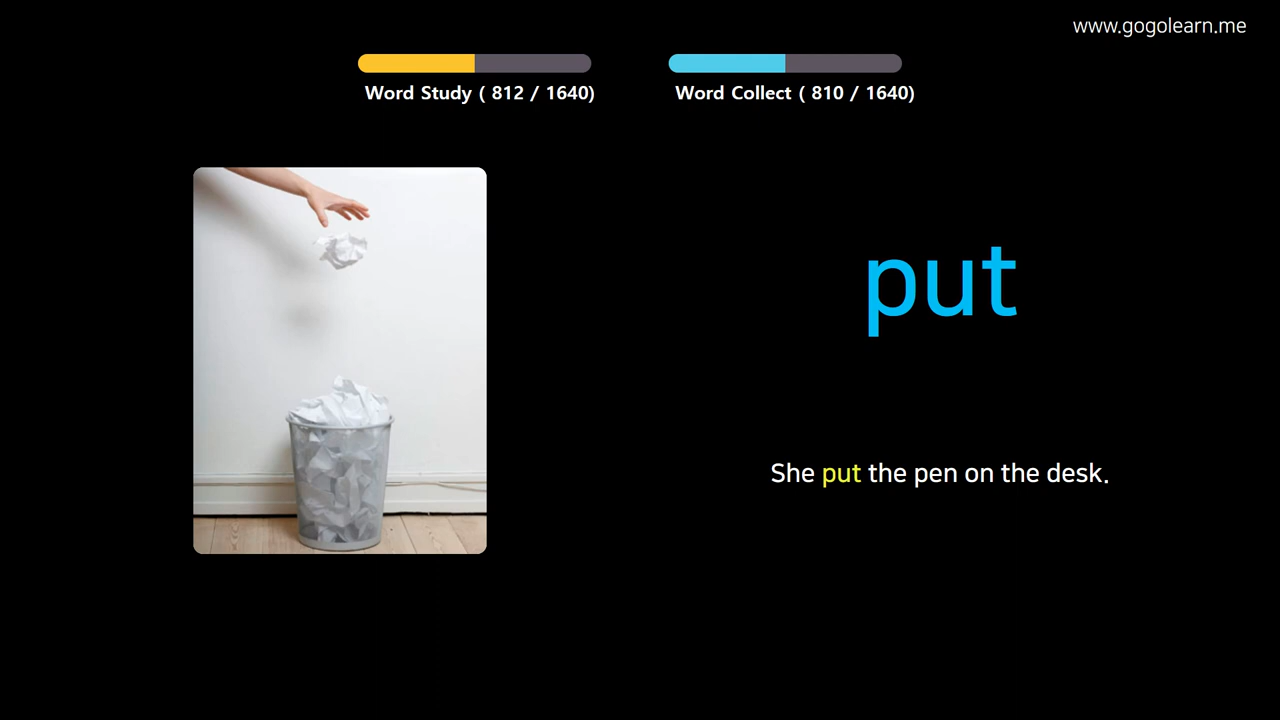 www.gogolearn.me
Word Study ( 812 / 1640)
Word Collect ( 810 / 1640)
put
She put the pen on the desk.